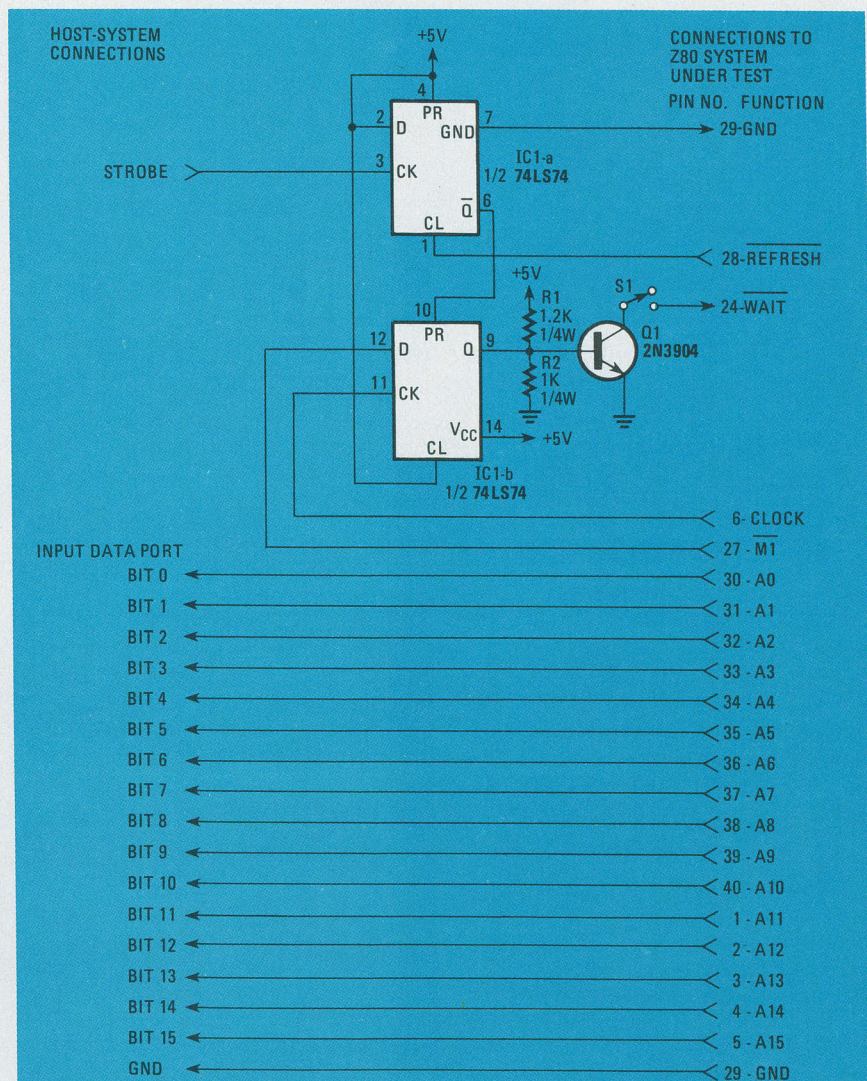 HOST-SYSTEM
CONNECTIONS
+5V
CONNECTIONS TO
Z80 SYSTEM
UNDER TEST
PIN NO. FUNCTION
4
PR
2
D
GND
7
29-GND
STROBE
3
CK
IC1-a
1/2 74LS74
6
Q̅
CL
1
28-R̅E̅F̅R̅E̅S̅H̅
+5V
S1
R1
1.2K
1/4W
24-W̅A̅I̅T̅
10
PR
12
D
Q
9
Q1
2N3904
R2
1K
1/4W
11
CK
VCC
14
+5V
CL
IC1-b
1/2 74LS74
6- CLOCK
27 - M̅1̅
INPUT DATA PORT
BIT 0 30 - A0
BIT 1 31 - A1
BIT 2 32 - A2
BIT 3 33 - A3
BIT 4 34 - A4
BIT 5 35 - A5
BIT 6 36 - A6
BIT 7 37 - A7
BIT 8 38 - A8
BIT 9 39 - A9
BIT 10 40 - A10
BIT 11 1 - A11
BIT 12 2 - A12
BIT 13 3 - A13
BIT 14 4 - A14
BIT 15 5 - A15
GND 29 - GND